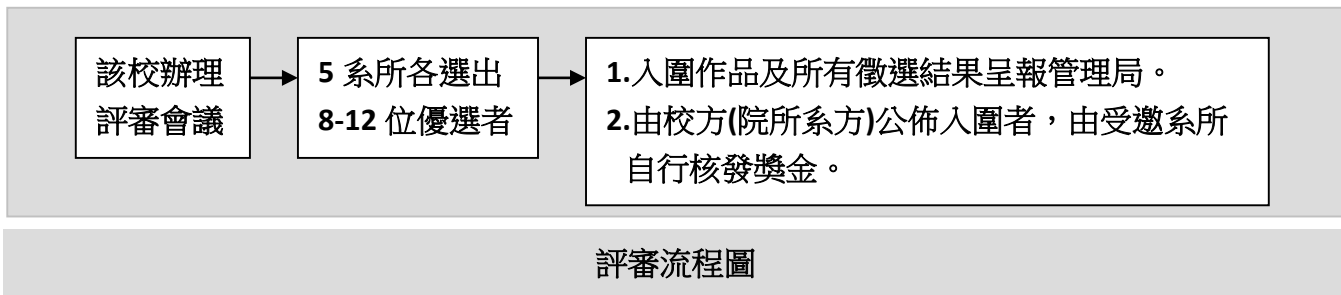 該校辦理
評審會議
5 系所各選出
8-12 位優選者
1.入圍作品及所有徵選結果呈報管理局。
2.由校方(院所系方)公佈入圍者，由受邀系所
自行核發獎金。
評審流程圖